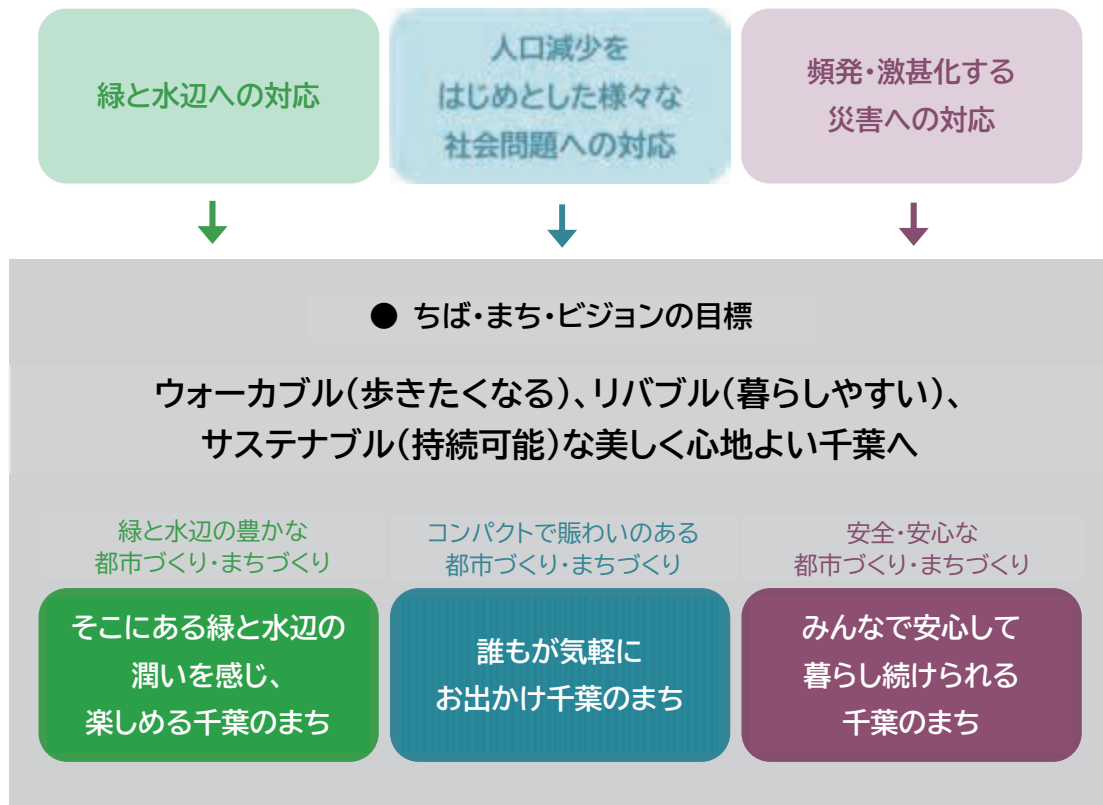 緑と水辺への対応
人口減少を
はじめとした様々な
社会問題への対応
頻発・激甚化する
災害への対応
● ちば・まち・ビジョンの目標
ウォーカブル(歩きたくなる)、リバブル(暮らしやすい)、
サステナブル(持続可能)な美しく心地よい千葉へ
緑と水辺の豊かな
都市づくり・まちづくり
そこにある緑と水辺の
潤いを感じ、
楽しめる千葉のまち
コンパクトで賑わいのある
都市づくり・まちづくり
誰もが気軽に
お出かけ千葉のまち
安全・安心な
都市づくり・まちづくり
みんなで安心して
暮らし続けられる
千葉のまち